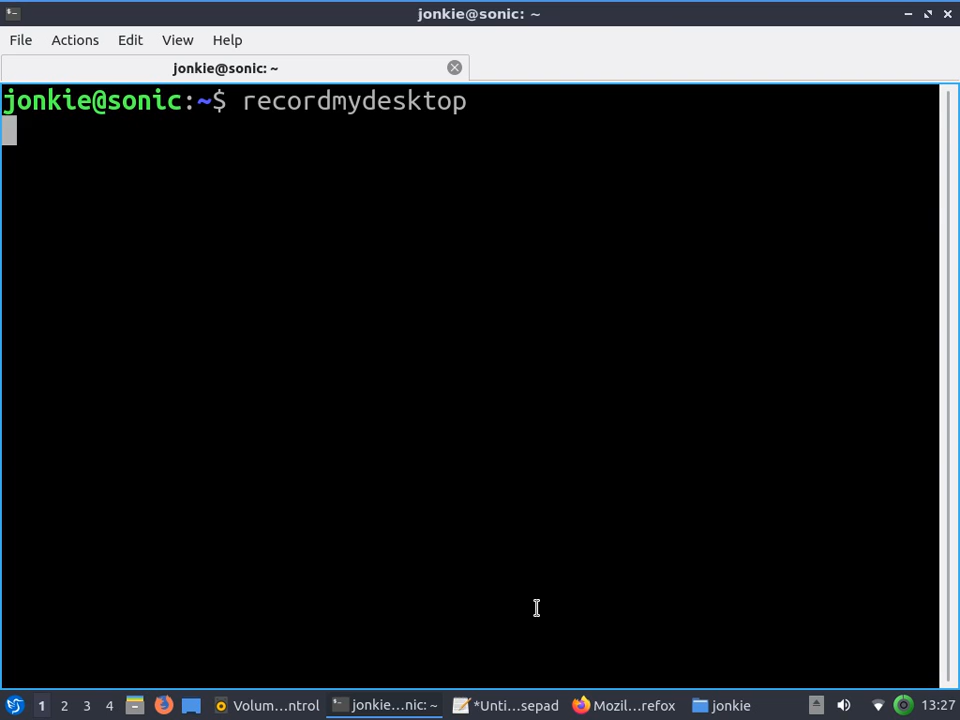 jonkie@sonic: ~
File Actions Edit View Help
jonkie@sonic: ~
jonkie@sonic:~$ recordmydesktop
1 2 3 4 Volum...ntrol jonkie...nic: ~ *Unti...sepad Mozil...refox jonkie 13:27